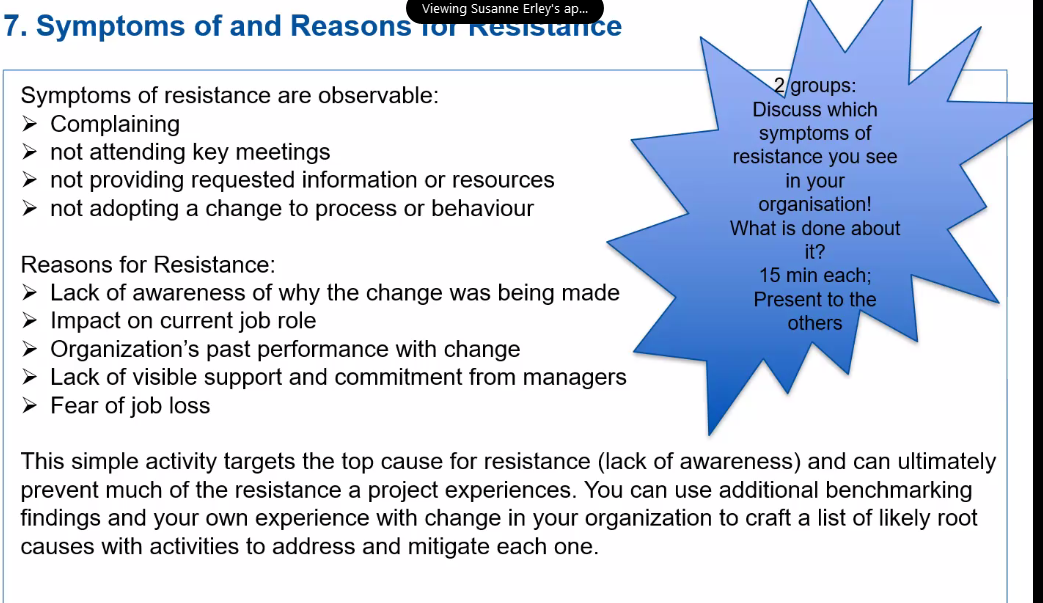 Viewing Susanne Erley's ap...
7. Symptoms of and Reasons for Resistance
Symptoms of resistance are observable:
➢ Complaining
➢ not attending key meetings
➢ not providing requested information or resources
➢ not adopting a change to process or behaviour
Reasons for Resistance:
➢ Lack of awareness of why the change was being made
➢ Impact on current job role
➢ Organization’s past performance with change
➢ Lack of visible support and commitment from managers
➢ Fear of job loss
This simple activity targets the top cause for resistance (lack of awareness) and can ultimately
prevent much of the resistance a project experiences. You can use additional benchmarking
findings and your own experience with change in your organization to craft a list of likely root
causes with activities to address and mitigate each one.
2 groups:
Discuss which
symptoms of
resistance you see
in your
organisation!
What is done about
it?
15 min each;
Present to the
others